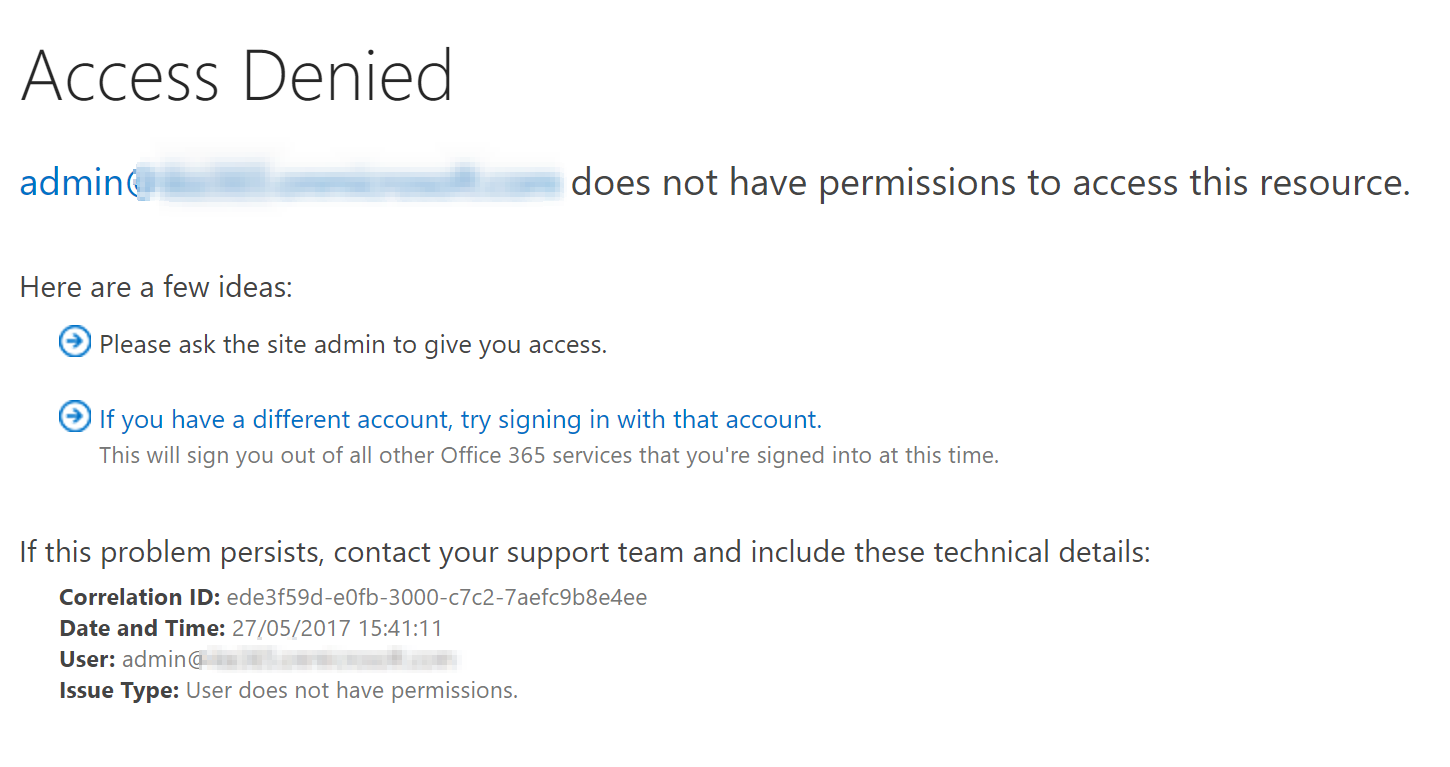 Access Denied
admin@ does not have permissions to access this resource.
Here are a few ideas:
Please ask the site admin to give you access.
If you have a different account, try signing in with that account.
This will sign you out of all other Office 365 services that you're signed into at this time.
If this problem persists, contact your support team and include these technical details:
Correlation ID: ede3f59d-e0fb-3000-c7c2-7aefc9b8e4ee
Date and Time: 27/05/2017 15:41:11
User: admin@
Issue Type: User does not have permissions.